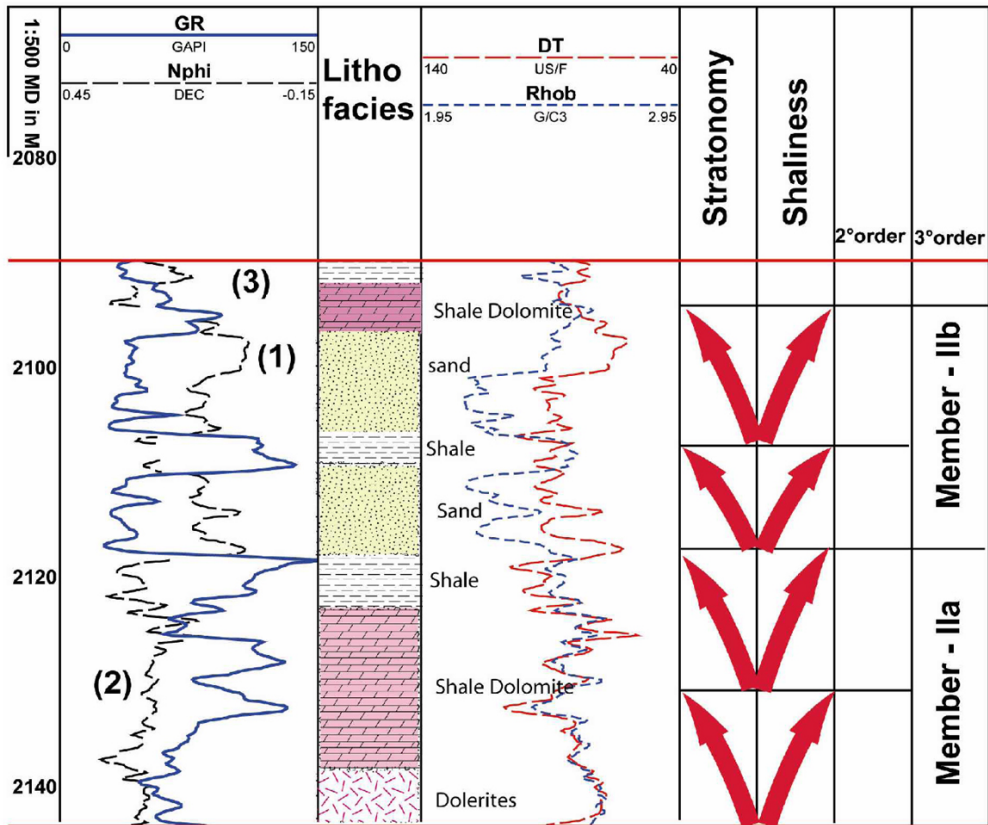 1:500 MD in M
GR
0 GAPI 150
Nphi
0.45 DEC -0.15
Litho
facies
DT
140 US/F 40
Rhob
1.95 G/C3 2.95
Stratonomy
Shaliness
2°order
3°order
2080
(3)
Shale Dolomite
(1)
sand
2100
Shale
Member - IIb
Sand
2120
Shale
(2)
Shale Dolomite
Member - IIa
2140
Dolerites